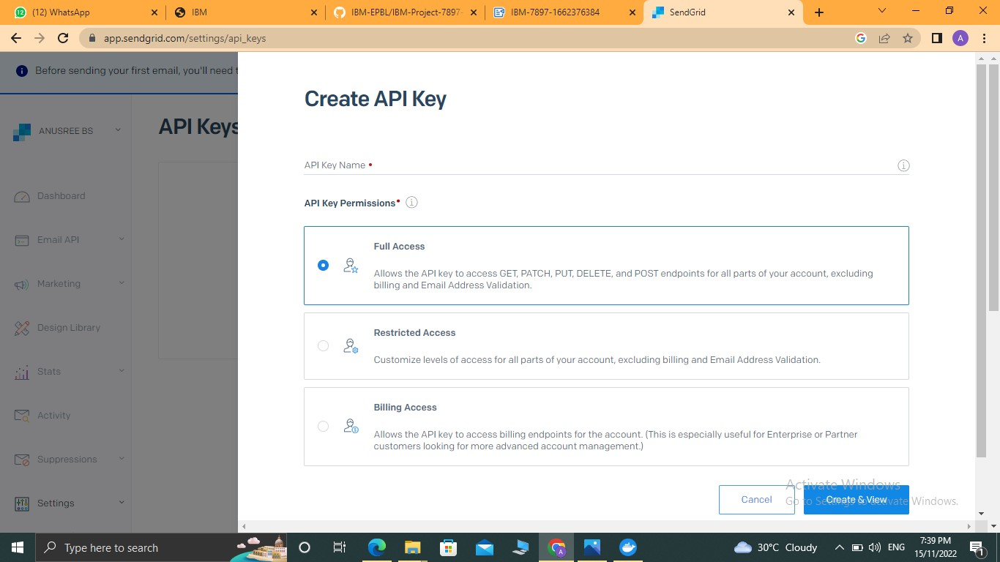 (12) WhatsApp
IBM
IBM-EPBL/IBM-Project-7897-
IBM-7897-1662376384
SendGrid
app.sendgrid.com/settings/api_keys
A
Before sending your first email, you'll need t
ANUSREE BS
API Keys
Dashboard
Email API
Marketing
Design Library
Stats
Activity
Suppressions
Settings
Create API Key
API Key Name •
API Key Permissions•
Full Access
Allows the API key to access GET, PATCH, PUT, DELETE, and POST endpoints for all parts of your account, excluding
billing and Email Address Validation.
Restricted Access
Customize levels of access for all parts of your account, excluding billing and Email Address Validation.
Billing Access
Allows the API key to access billing endpoints for the account. (This is especially useful for Enterprise or Partner
customers looking for more advanced account management.)
Cancel
Create & View
Activate Windows
Go to Settings to activate Windows.
Type here to search
30°C Cloudy
ENG
7:39 PM
15/11/2022
1